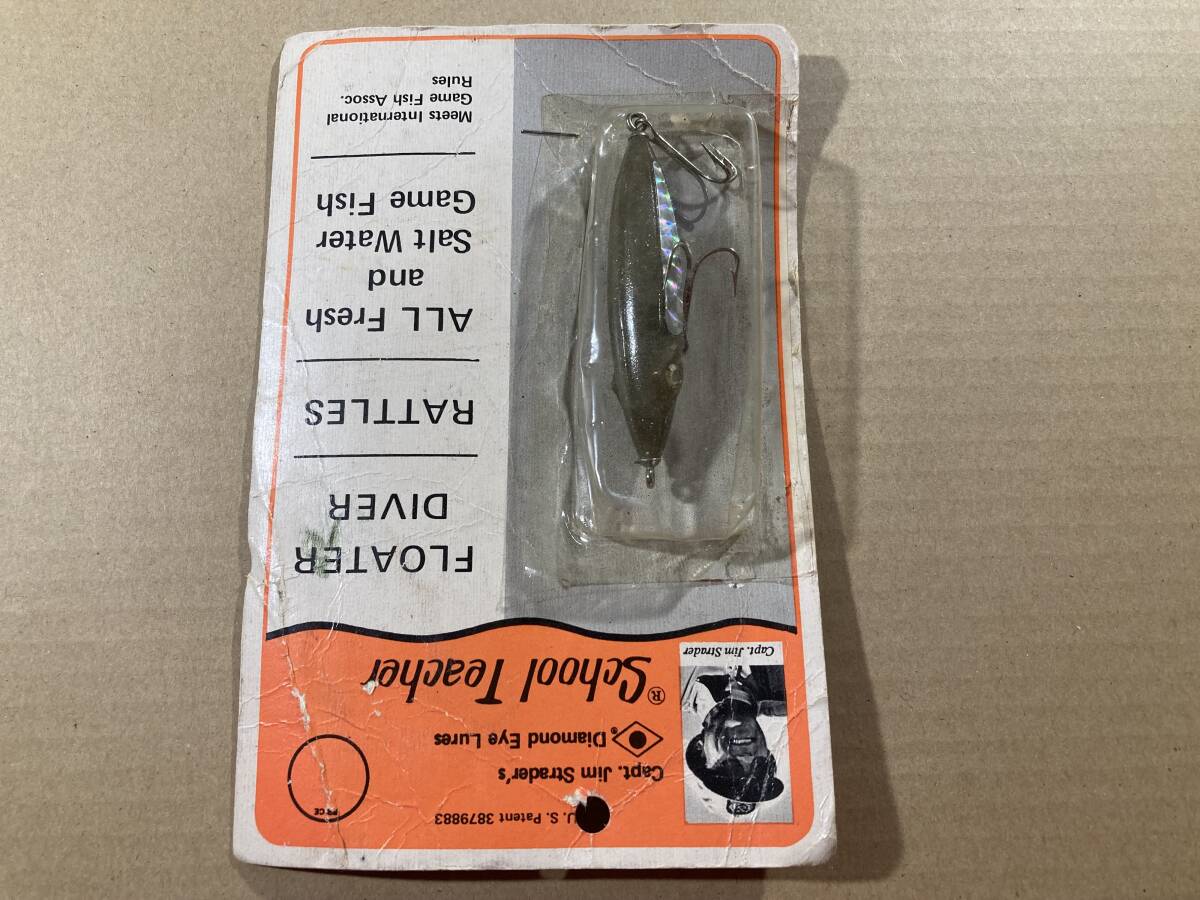 U. S. Patent 3879883
PRICE
Capt. Jim Strader's
Diamond Eye Lures®
School Teacher®
Capt. Jim Strader
FLOATER
DIVER
RATTLES
ALL Fresh
and
Salt Water
Game Fish
Meets International
Game Fish Assoc.
Rules